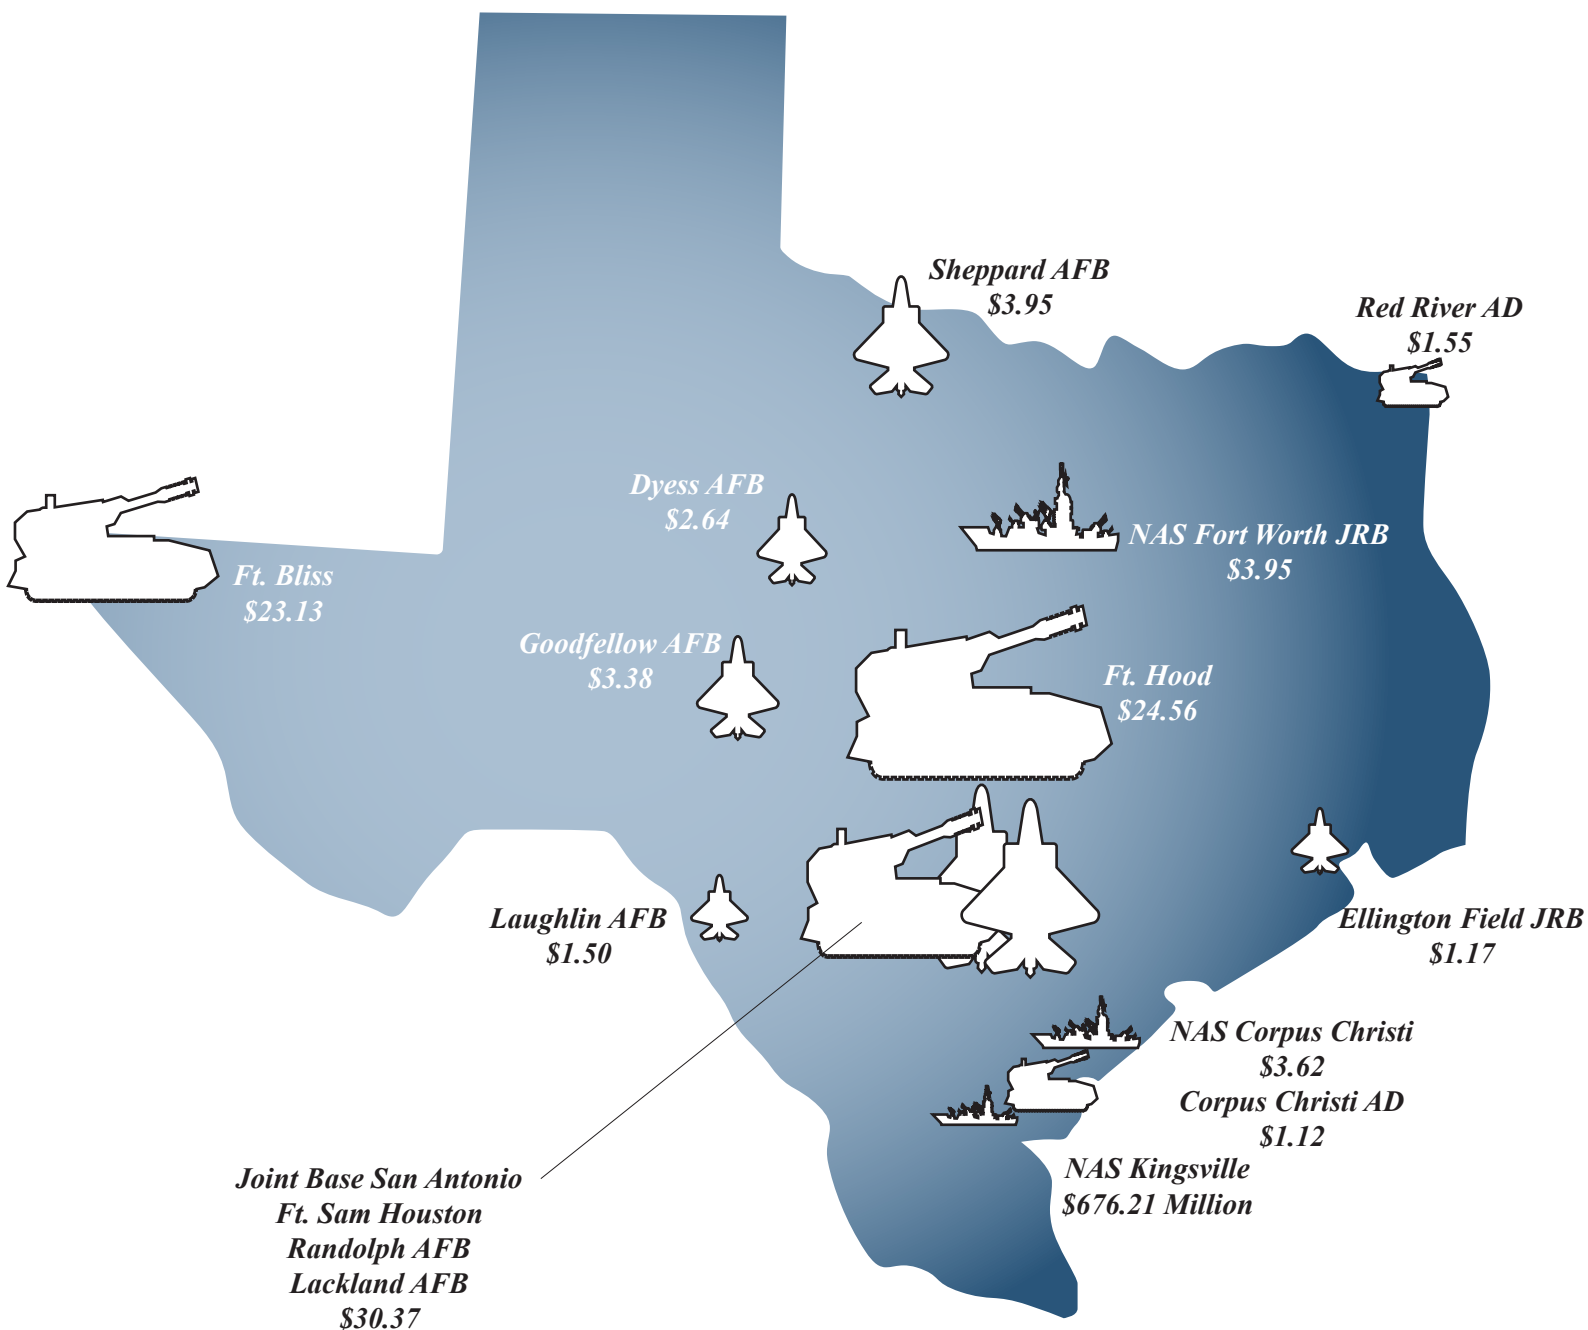 Sheppard AFB
$3.95
Red River AD
$1.55
Dyess AFB
$2.64
NAS Fort Worth JRB
$3.95
Ft. Bliss
$23.13
Goodfellow AFB
$3.38
Ft. Hood
$24.56
Laughlin AFB
$1.50
Ellington Field JRB
$1.17
NAS Corpus Christi
$3.62
Corpus Christi AD
$1.12
NAS Kingsville
$676.21 Million
Joint Base San Antonio
Ft. Sam Houston
Randolph AFB
Lackland AFB
$30.37